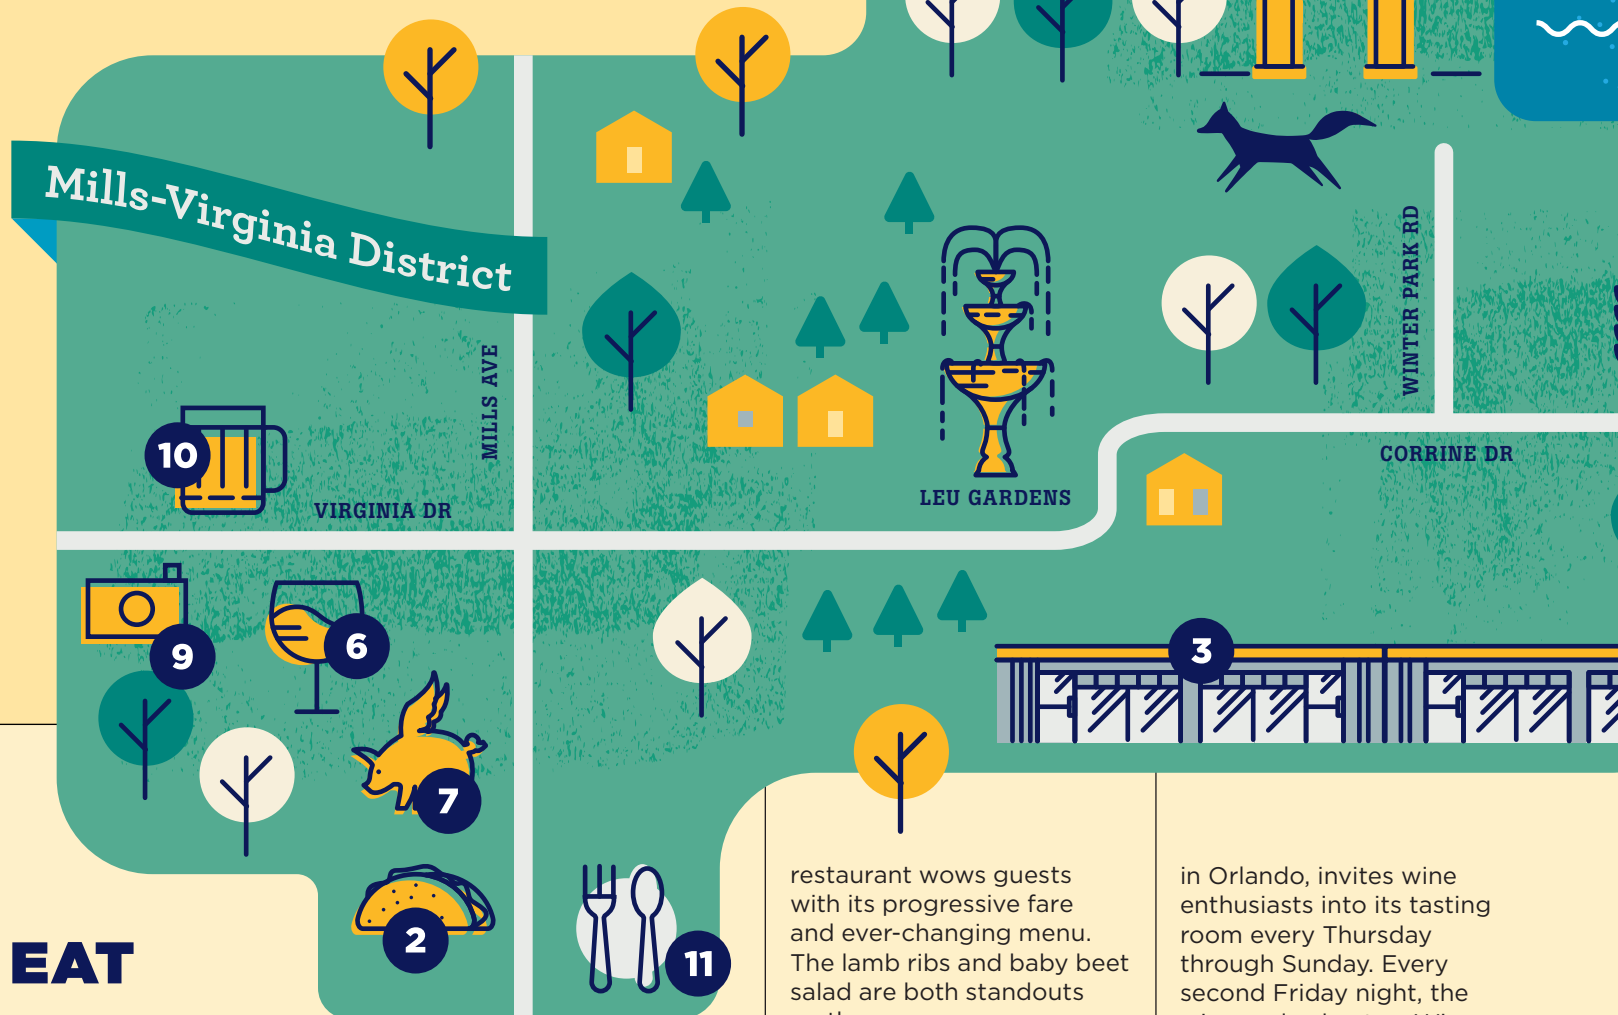 Mills-Virginia District
MILLS AVE
WINTER PARK RD
10
VIRGINIA DR
LEU GARDENS
CORRINE DR
9
6
3
7
2
11
EAT
restaurant wows guests
with its progressive fare
and ever-changing menu.
The lamb ribs and baby beet
salad are both standouts
in Orlando, invites wine
enthusiasts into its tasting
room every Thursday
through Sunday. Every
second Friday night, the